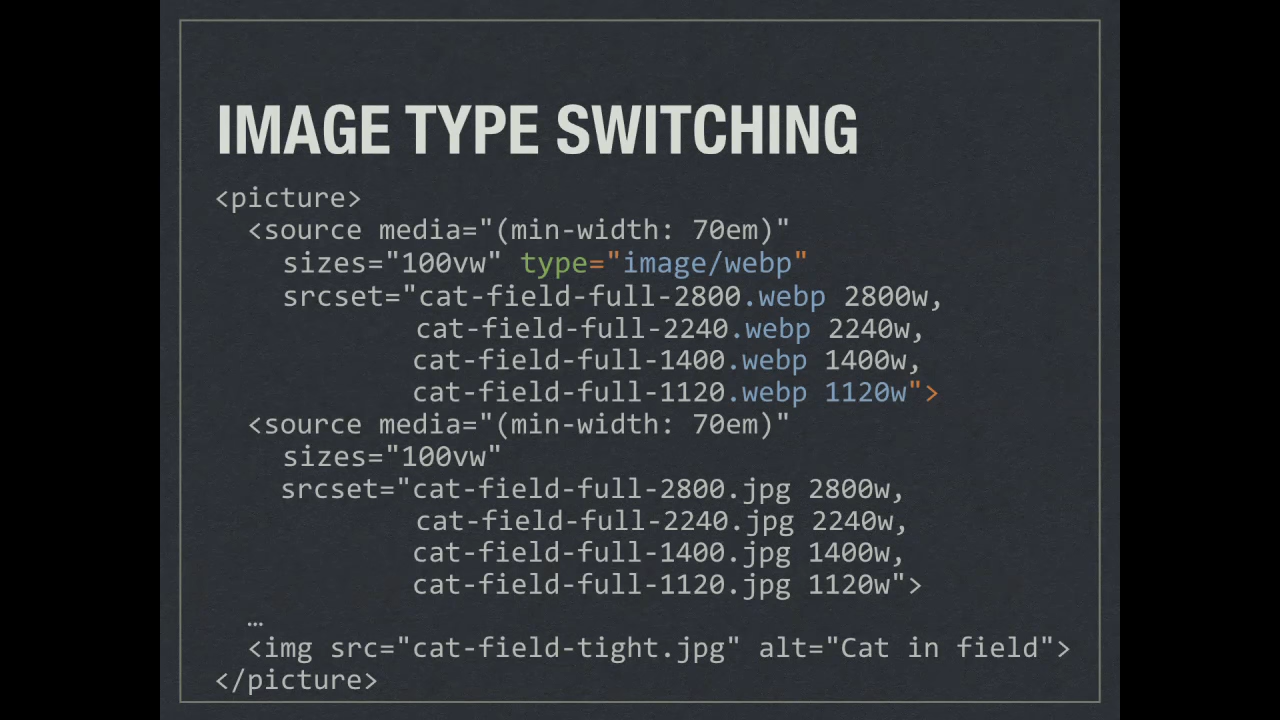 IMAGE TYPE SWITCHING
<picture>
<source media="(min-width: 70em)"
sizes="100vw" type="image/webp"
srcset="cat-field-full-2800.webp 2800w,
cat-field-full-2240.webp 2240w,
cat-field-full-1400.webp 1400w,
cat-field-full-1120.webp 1120w">
<source media="(min-width: 70em)"
sizes="100vw"
srcset="cat-field-full-2800.jpg 2800w,
cat-field-full-2240.jpg 2240w,
cat-field-full-1400.jpg 1400w,
cat-field-full-1120.jpg 1120w">
…
<img src="cat-field-tight.jpg" alt="Cat in field">
</picture>